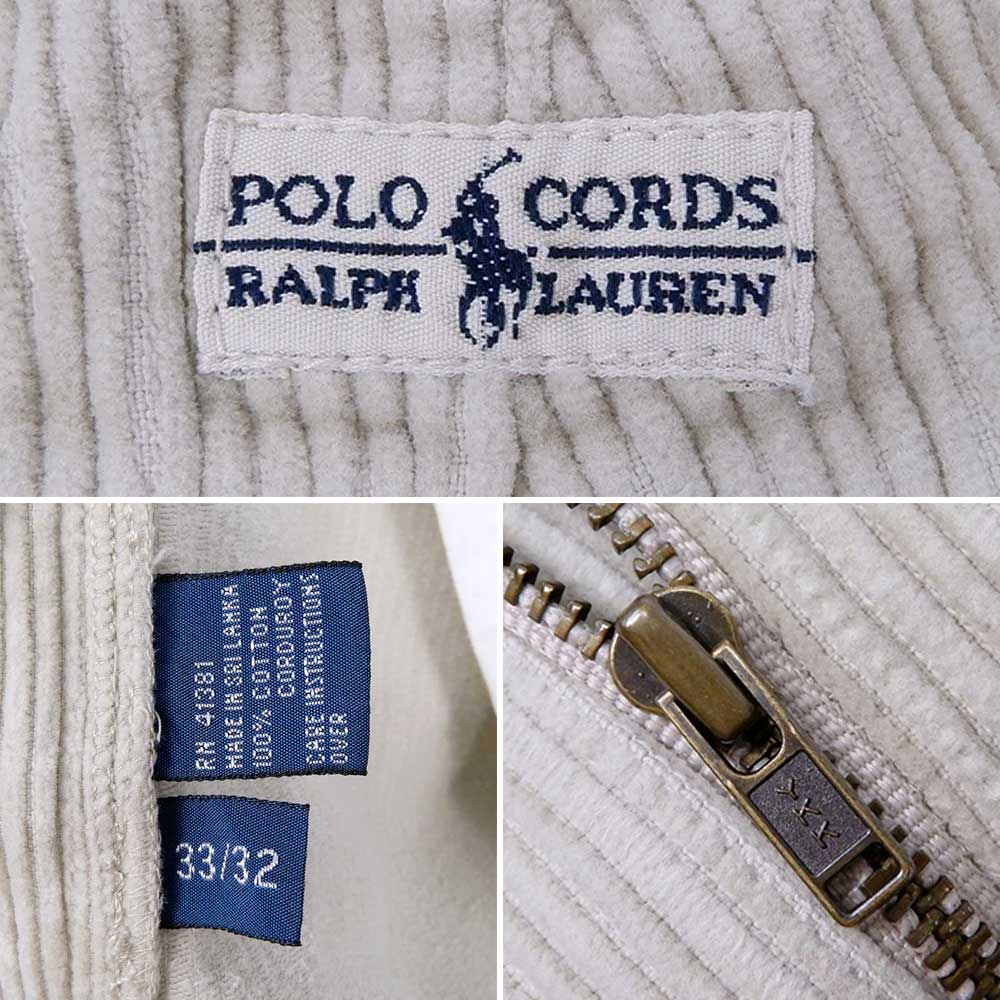 POLO CORDS
RALPH LAUREN
RN 41381
MADE IN SRI LANKA
100% COTTON
CORDUROY
CARE INSTRUCTIONS
OVER
33/32
YKK